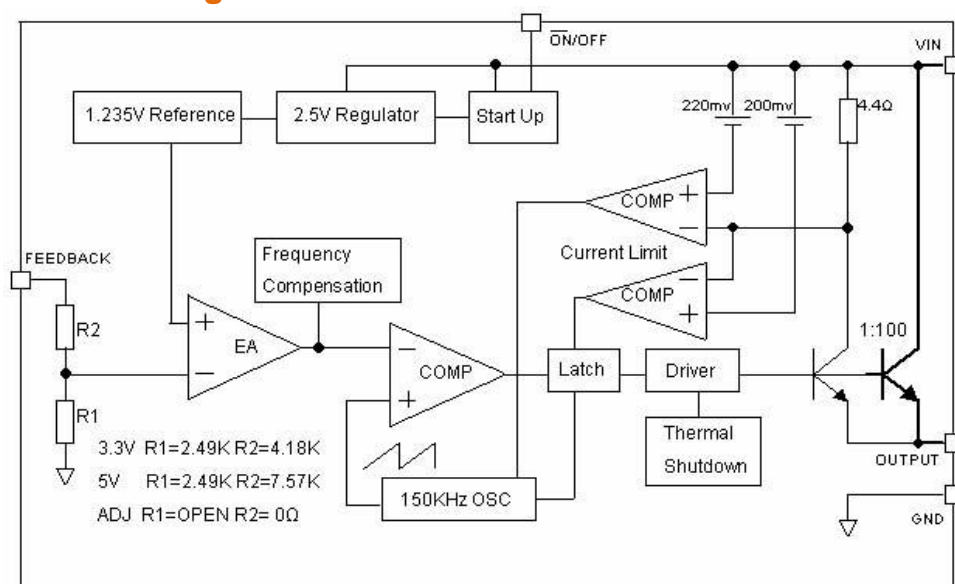 ON/OFF
VIN
220mv 200mv 4.4Ω
1.235V Reference 2.5V Regulator Start Up
COMP + −
FEEDBACK Frequency Compensation
Current Limit
COMP − +
R2
+ EA −
− COMP +
1:100
Latch Driver
R1
Thermal Shutdown
3.3V R1=2.49K R2=4.18K
5V R1=2.49K R2=7.57K
ADJ R1=OPEN R2= 0Ω
150KHz OSC
OUTPUT
GND